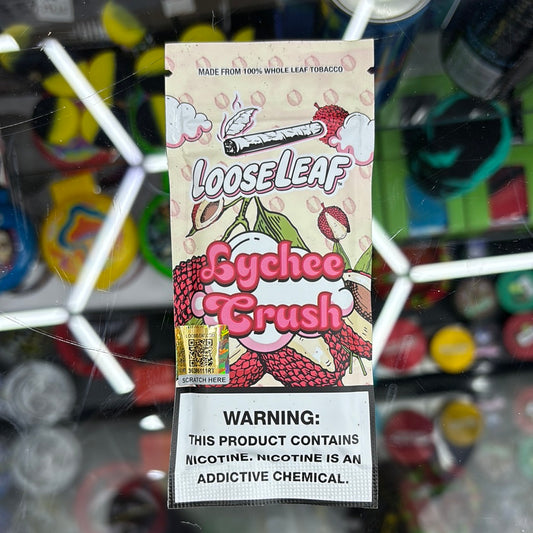 MADE FROM 100% WHOLE LEAF TOBACCO
LOOSELEAF
Lychee
Crush
SCRATCH HERE
WARNING:
THIS PRODUCT CONTAINS
NICOTINE. NICOTINE IS AN
ADDICTIVE CHEMICAL.